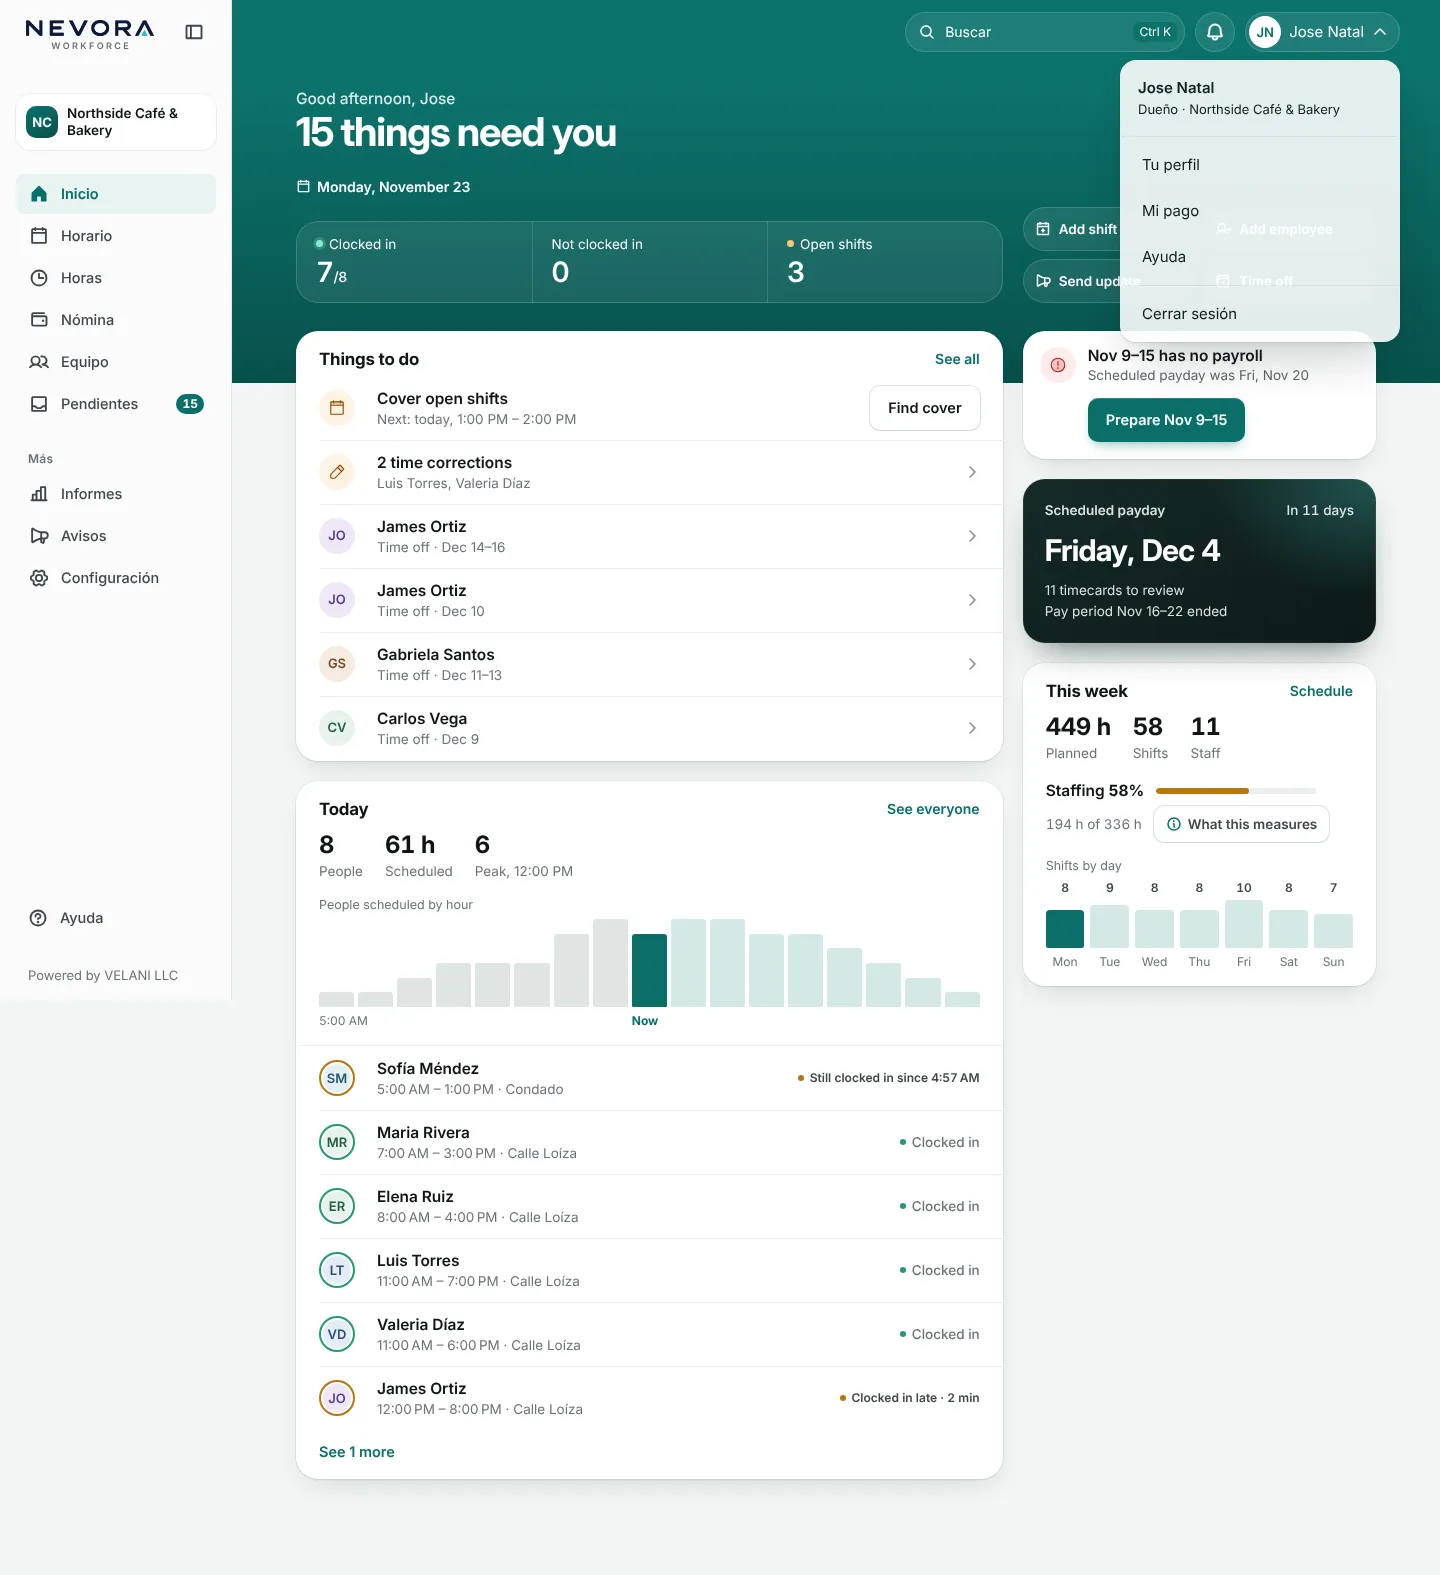 NEVORA
WORKFORCE
Northside Café &
Bakery
Inicio
Horario
Horas
Nómina
Equipo
Pendientes 15
Más
Informes
Avisos
Configuración
Ayuda
Powered by VELANI LLC
Buscar Ctrl K
JN Jose Natal
Jose Natal
Dueño · Northside Café & Bakery
Tu perfil
Mi pago
Ayuda
Cerrar sesión
Good afternoon, Jose
15 things need you
Monday, November 23
Clocked in
7/8
Not clocked in
0
Open shifts
3
Add shift
Add employee
Send update
Time off
Things to do See all
Cover open shifts
Next: today, 1:00 PM – 2:00 PM
Find cover
2 time corrections
Luis Torres, Valeria Díaz
JO James Ortiz
Time off · Dec 14–16
JO James Ortiz
Time off · Dec 10
GS Gabriela Santos
Time off · Dec 11–13
CV Carlos Vega
Time off · Dec 9
Nov 9–15 has no payroll
Scheduled payday was Fri, Nov 20
Prepare Nov 9–15
Scheduled payday In 11 days
Friday, Dec 4
11 timecards to review
Pay period Nov 16–22 ended
This week Schedule
449 h 58 11
Planned Shifts Staff
Staffing 58%
194 h of 336 h What this measures
Shifts by day
8 9 8 8 10 8 7
Mon Tue Wed Thu Fri Sat Sun
Today See everyone
8 61 h 6
People Scheduled Peak, 12:00 PM
People scheduled by hour
5:00 AM Now
SM Sofía Méndez
5:00 AM – 1:00 PM · Condado
Still clocked in since 4:57 AM
MR Maria Rivera
7:00 AM – 3:00 PM · Calle Loíza
Clocked in
ER Elena Ruiz
8:00 AM – 4:00 PM · Calle Loíza
Clocked in
LT Luis Torres
11:00 AM – 7:00 PM · Calle Loíza
Clocked in
VD Valeria Díaz
11:00 AM – 6:00 PM · Calle Loíza
Clocked in
JO James Ortiz
12:00 PM – 8:00 PM · Calle Loíza
Clocked in late · 2 min
See 1 more
NC